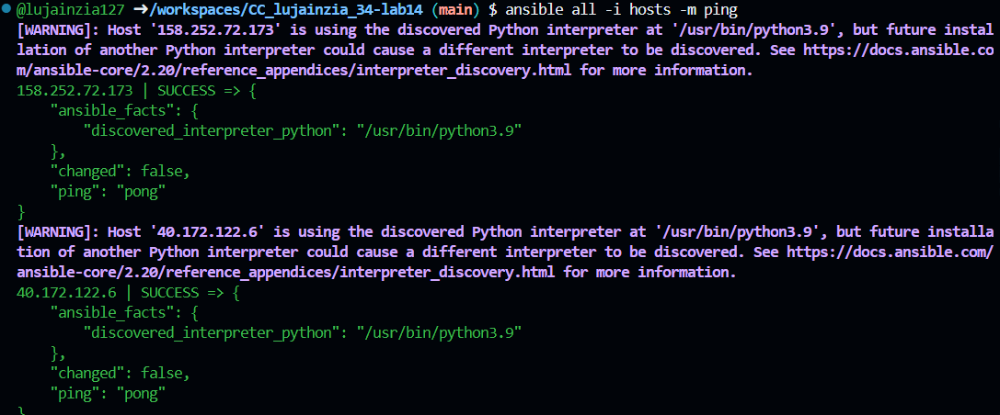 @lujainzia127 ➜/workspaces/CC_lujainzia_34-lab14 (main) $ ansible all -i hosts -m ping
[WARNING]: Host '158.252.72.173' is using the discovered Python interpreter at '/usr/bin/python3.9', but future instal
lation of another Python interpreter could cause a different interpreter to be discovered. See https://docs.ansible.co
m/ansible-core/2.20/reference_appendices/interpreter_discovery.html for more information.
158.252.72.173 | SUCCESS => {
    "ansible_facts": {
        "discovered_interpreter_python": "/usr/bin/python3.9"
    },
    "changed": false,
    "ping": "pong"
}
[WARNING]: Host '40.172.122.6' is using the discovered Python interpreter at '/usr/bin/python3.9', but future installa
tion of another Python interpreter could cause a different interpreter to be discovered. See https://docs.ansible.com/
ansible-core/2.20/reference_appendices/interpreter_discovery.html for more information.
40.172.122.6 | SUCCESS => {
    "ansible_facts": {
        "discovered_interpreter_python": "/usr/bin/python3.9"
    },
    "changed": false,
    "ping": "pong"
}